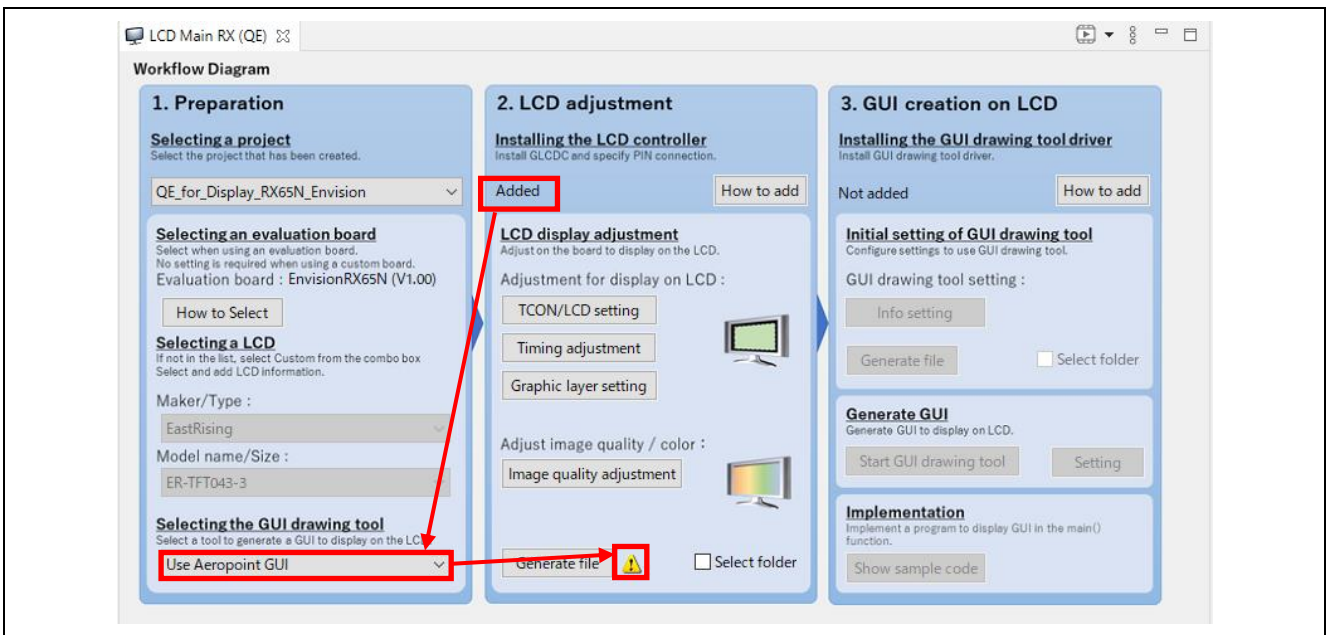 LCD Main RX (QE)
Workflow Diagram
1. Preparation
Selecting a project
Select the project that has been created.
QE_for_Display_RX65N_Envision
Selecting an evaluation board
Select when using an evaluation board.
No setting is required when using a custom board.
Evaluation board : EnvisionRX65N (V1.00)
How to Select
Selecting a LCD
If not in the list, select Custom from the combo box
Select and add LCD information.
Maker/Type :
EastRising
Model name/Size :
ER-TFT043-3
Selecting the GUI drawing tool
Select a tool to generate a GUI to display on the LC
Use Aeropoint GUI
2. LCD adjustment
Installing the LCD controller
Install GLCDC and specify PIN connection.
Added
How to add
LCD display adjustment
Adjust on the board to display on the LCD.
Adjustment for display on LCD :
TCON/LCD setting
Timing adjustment
Graphic layer setting
Adjust image quality / color :
Image quality adjustment
Generate file
Select folder
3. GUI creation on LCD
Installing the GUI drawing tool driver
Install GUI drawing tool driver.
Not added
How to add
Initial setting of GUI drawing tool
Configure settings to use GUI drawing tool.
GUI drawing tool setting :
Info setting
Generate file
Select folder
Generate GUI
Generate GUI to display on LCD.
Start GUI drawing tool
Setting
Implementation
Implement a program to display GUI in the main()
function.
Show sample code